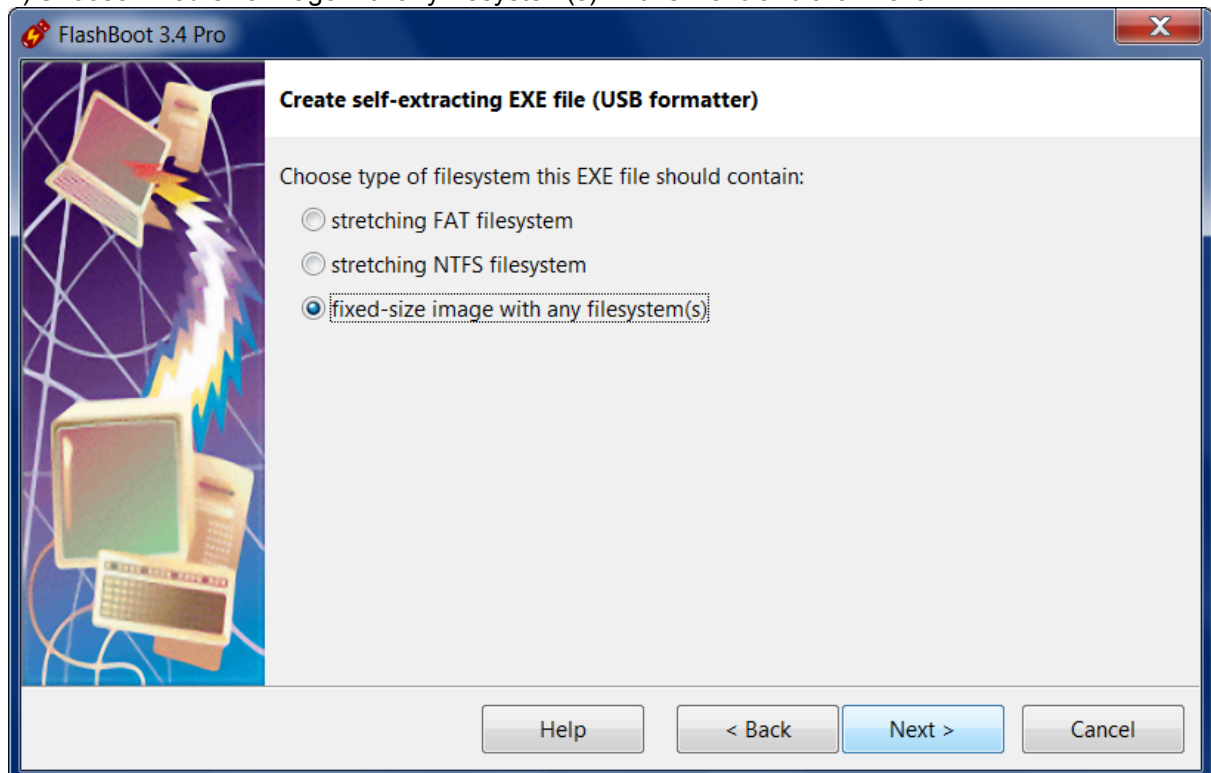 FlashBoot 3.4 Pro
Create self-extracting EXE file (USB formatter)
Choose type of filesystem this EXE file should contain:
stretching FAT filesystem
stretching NTFS filesystem
fixed-size image with any filesystem(s)
Help
< Back
Next >
Cancel